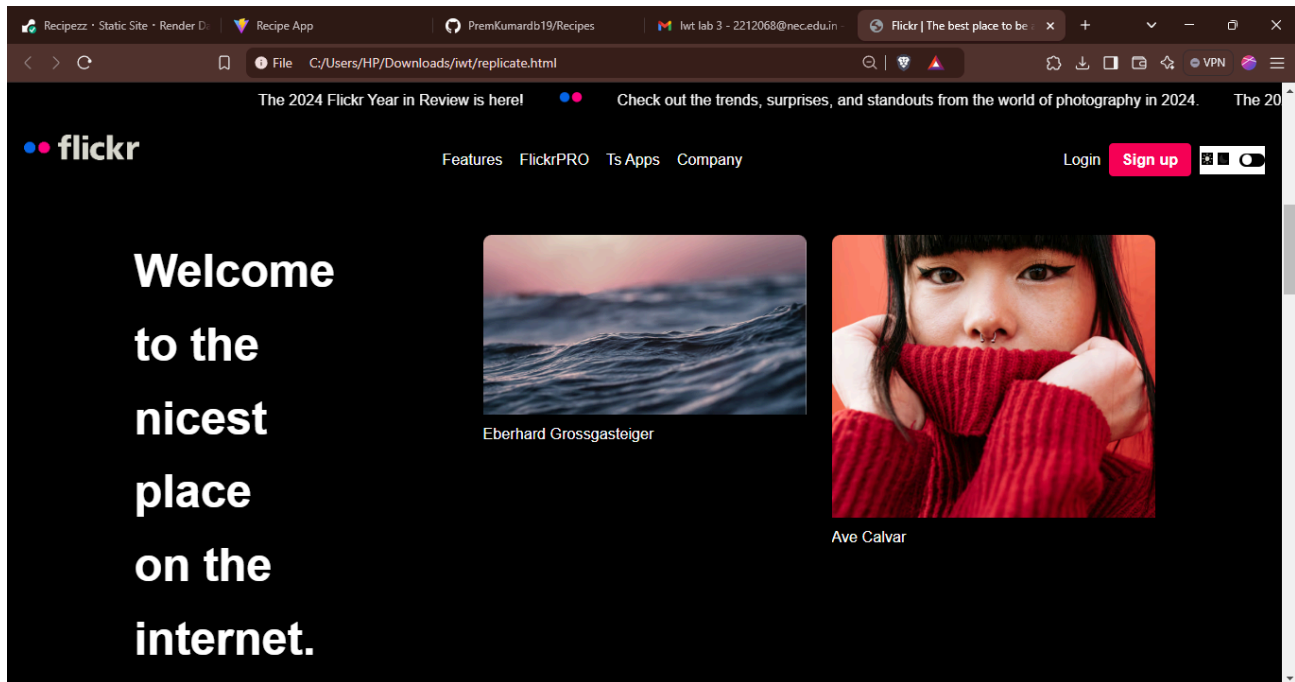 Recipezz · Static Site · Render Da
Recipe App
PremKumardb19/Recipes
Iwt lab 3 - 2212068@nec.edu.in -
Flickr | The best place to be a
File C:/Users/HP/Downloads/iwt/replicate.html
VPN
The 2024 Flickr Year in Review is here! Check out the trends, surprises, and standouts from the world of photography in 2024. The 20
flickr
Features FlickrPRO Ts Apps Company
Login Sign up
Welcome
to the
nicest
place
on the
internet.
Eberhard Grossgasteiger
Ave Calvar